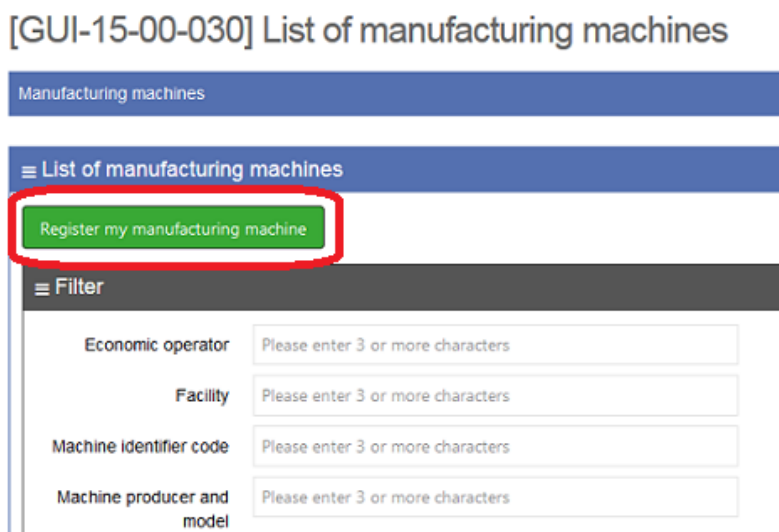 [GUI-15-00-030] List of manufacturing machines
Manufacturing machines
List of manufacturing machines
Register my manufacturing machine
Filter
Economic operator Please enter 3 or more characters
Facility Please enter 3 or more characters
Machine identifier code Please enter 3 or more characters
Machine producer and Please enter 3 or more characters
model